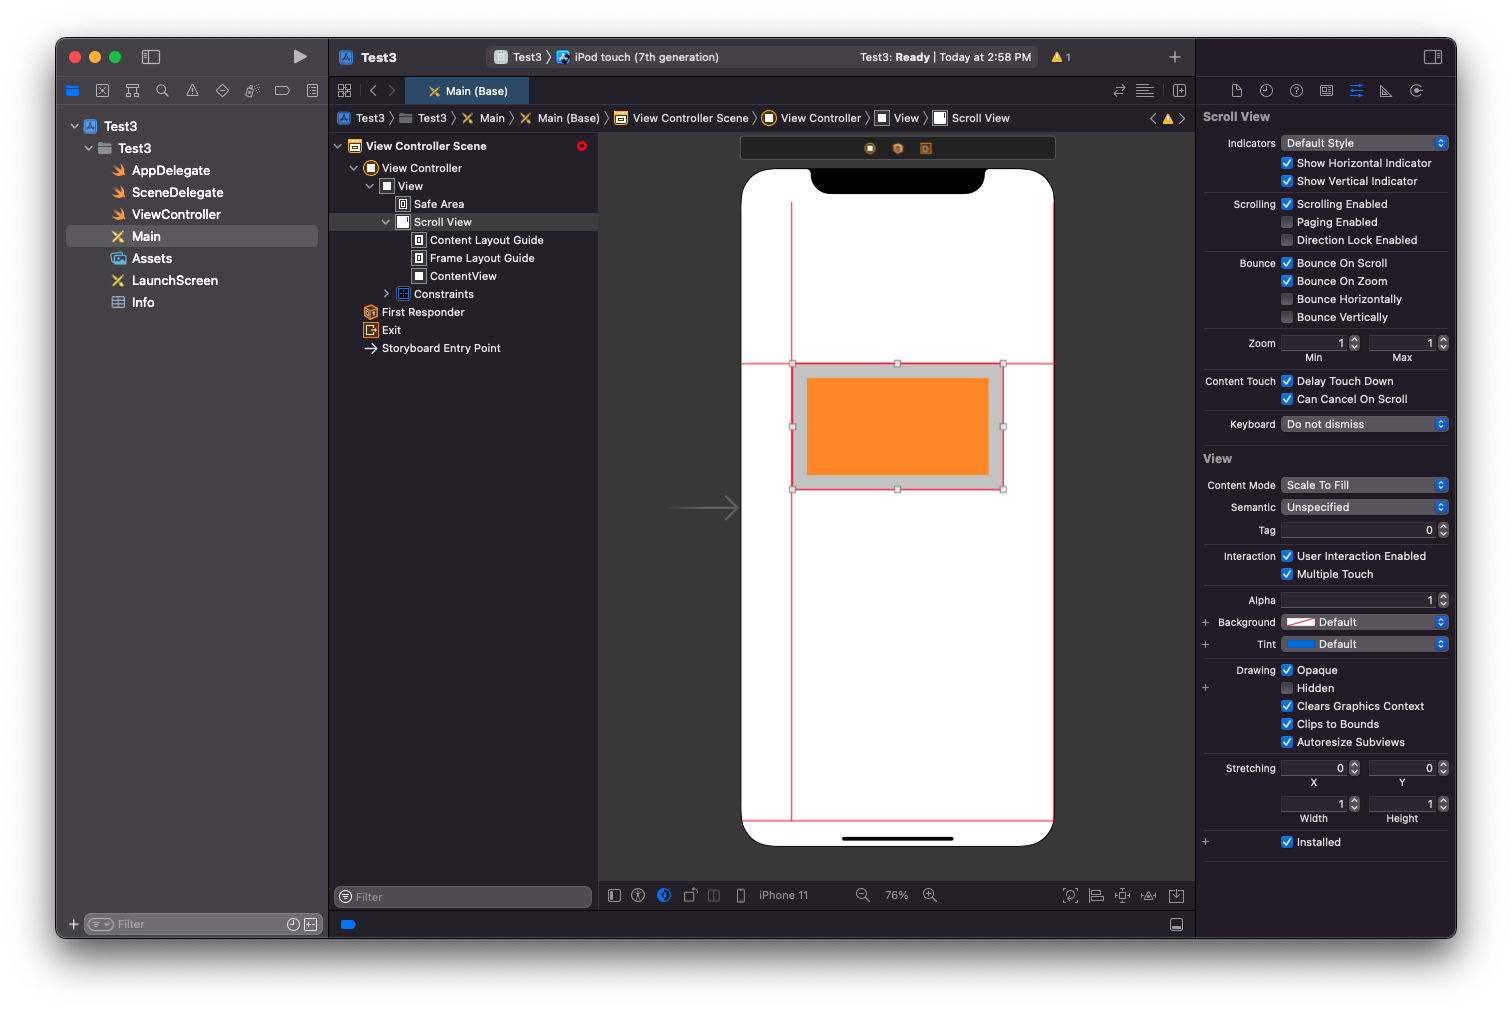 Test3
Test3
iPod touch (7th generation)
Test3: Ready | Today at 2:58 PM
1
Main (Base)
Test3
Test3
Main
Main (Base)
View Controller Scene
View Controller
View
Scroll View
Test3
Test3
AppDelegate
SceneDelegate
ViewController
Main
Assets
LaunchScreen
Info
Filter
View Controller Scene
View Controller
View
Safe Area
Scroll View
Content Layout Guide
Frame Layout Guide
ContentView
Constraints
First Responder
Exit
Storyboard Entry Point
Filter
iPhone 11
76%
Scroll View
Indicators Default Style
Show Horizontal Indicator
Show Vertical Indicator
Scrolling Scrolling Enabled
Paging Enabled
Direction Lock Enabled
Bounce Bounce On Scroll
Bounce On Zoom
Bounce Horizontally
Bounce Vertically
Zoom 1 1
Min Max
Content Touch Delay Touch Down
Can Cancel On Scroll
Keyboard Do not dismiss
View
Content Mode Scale To Fill
Semantic Unspecified
Tag 0
Interaction User Interaction Enabled
Multiple Touch
Alpha 1
+ Background Default
+ Tint Default
Drawing Opaque
+ Hidden
Clears Graphics Context
Clips to Bounds
Autoresize Subviews
Stretching 0 0
X Y
1 1
Width Height
+ Installed